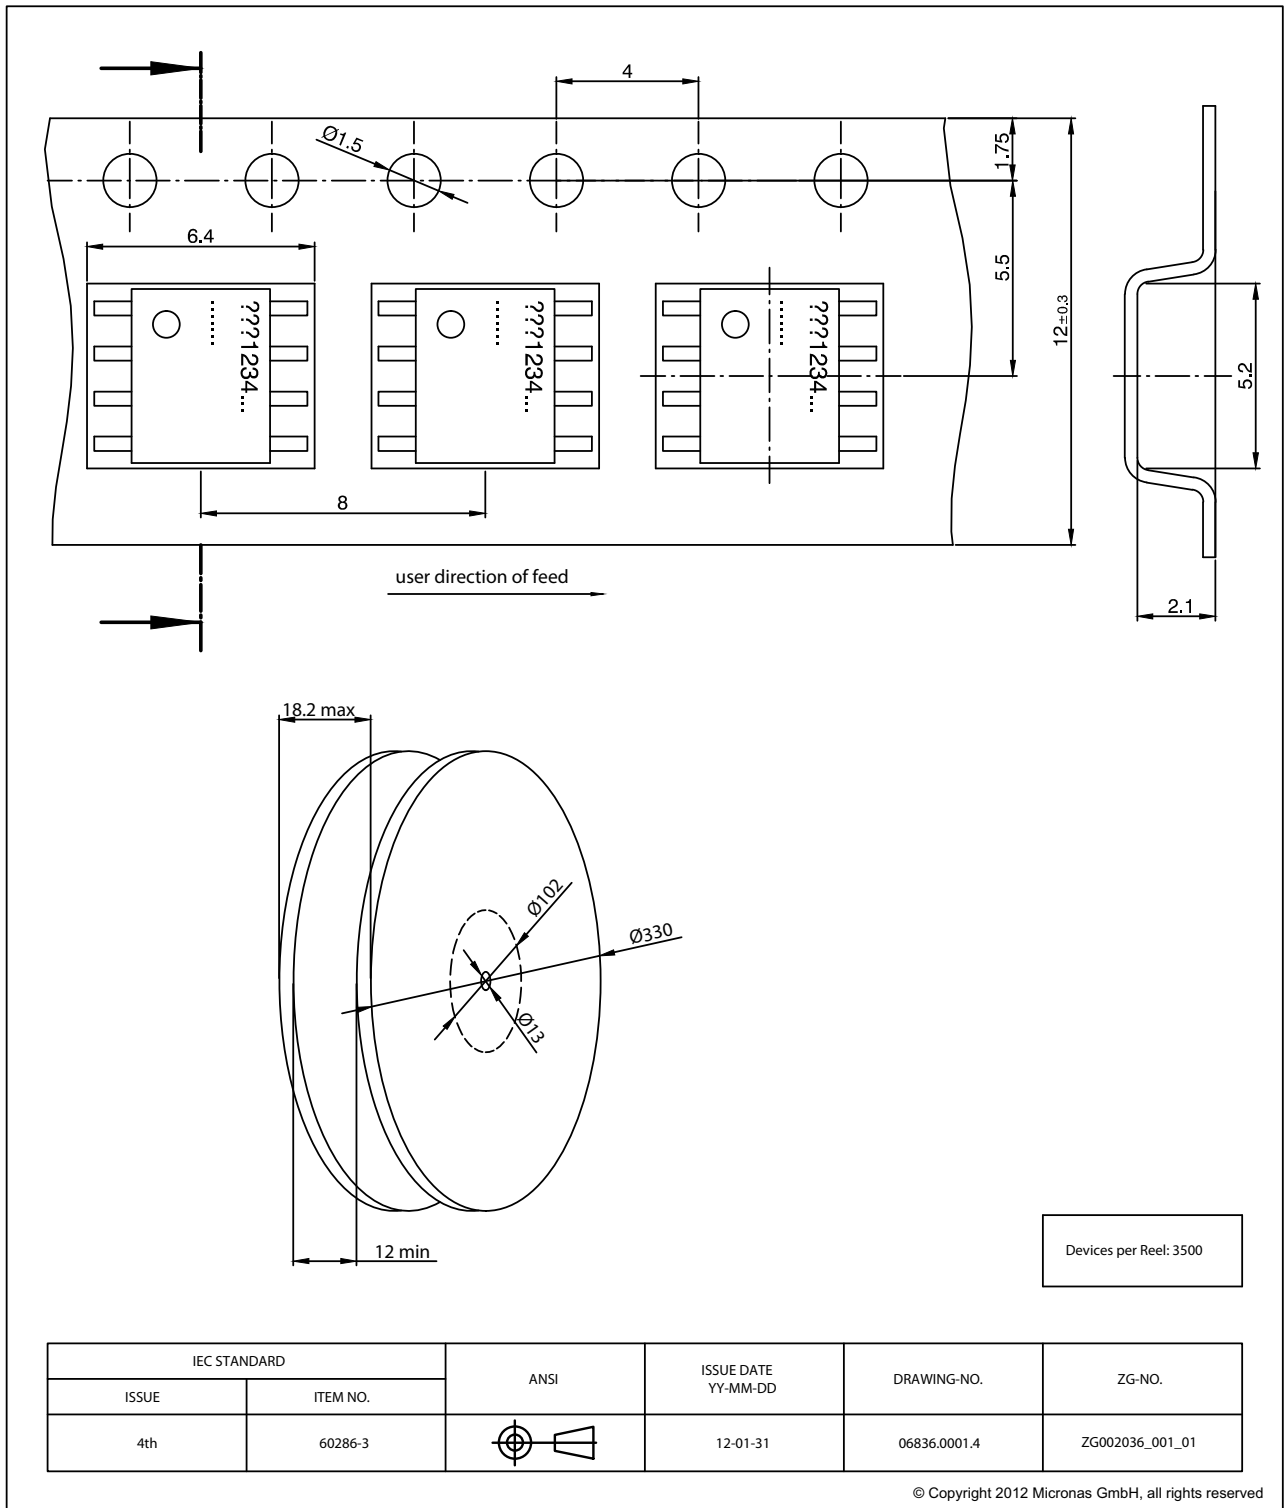 4
Ø1.5
1.75
6.4
5.5
12±0.3
???1234...
.......
???1234...
.......
???1234...
.......
5.2
8
user direction of feed
2.1
18.2 max
Ø102
Ø330
Ø13
12 min
Devices per Reel: 3500
IEC STANDARD
ISSUE
ITEM NO.
ANSI
ISSUE DATE
YY-MM-DD
DRAWING-NO.
ZG-NO.
4th
60286-3
12-01-31
06836.0001.4
ZG002036_001_01
© Copyright 2012 Micronas GmbH, all rights reserved